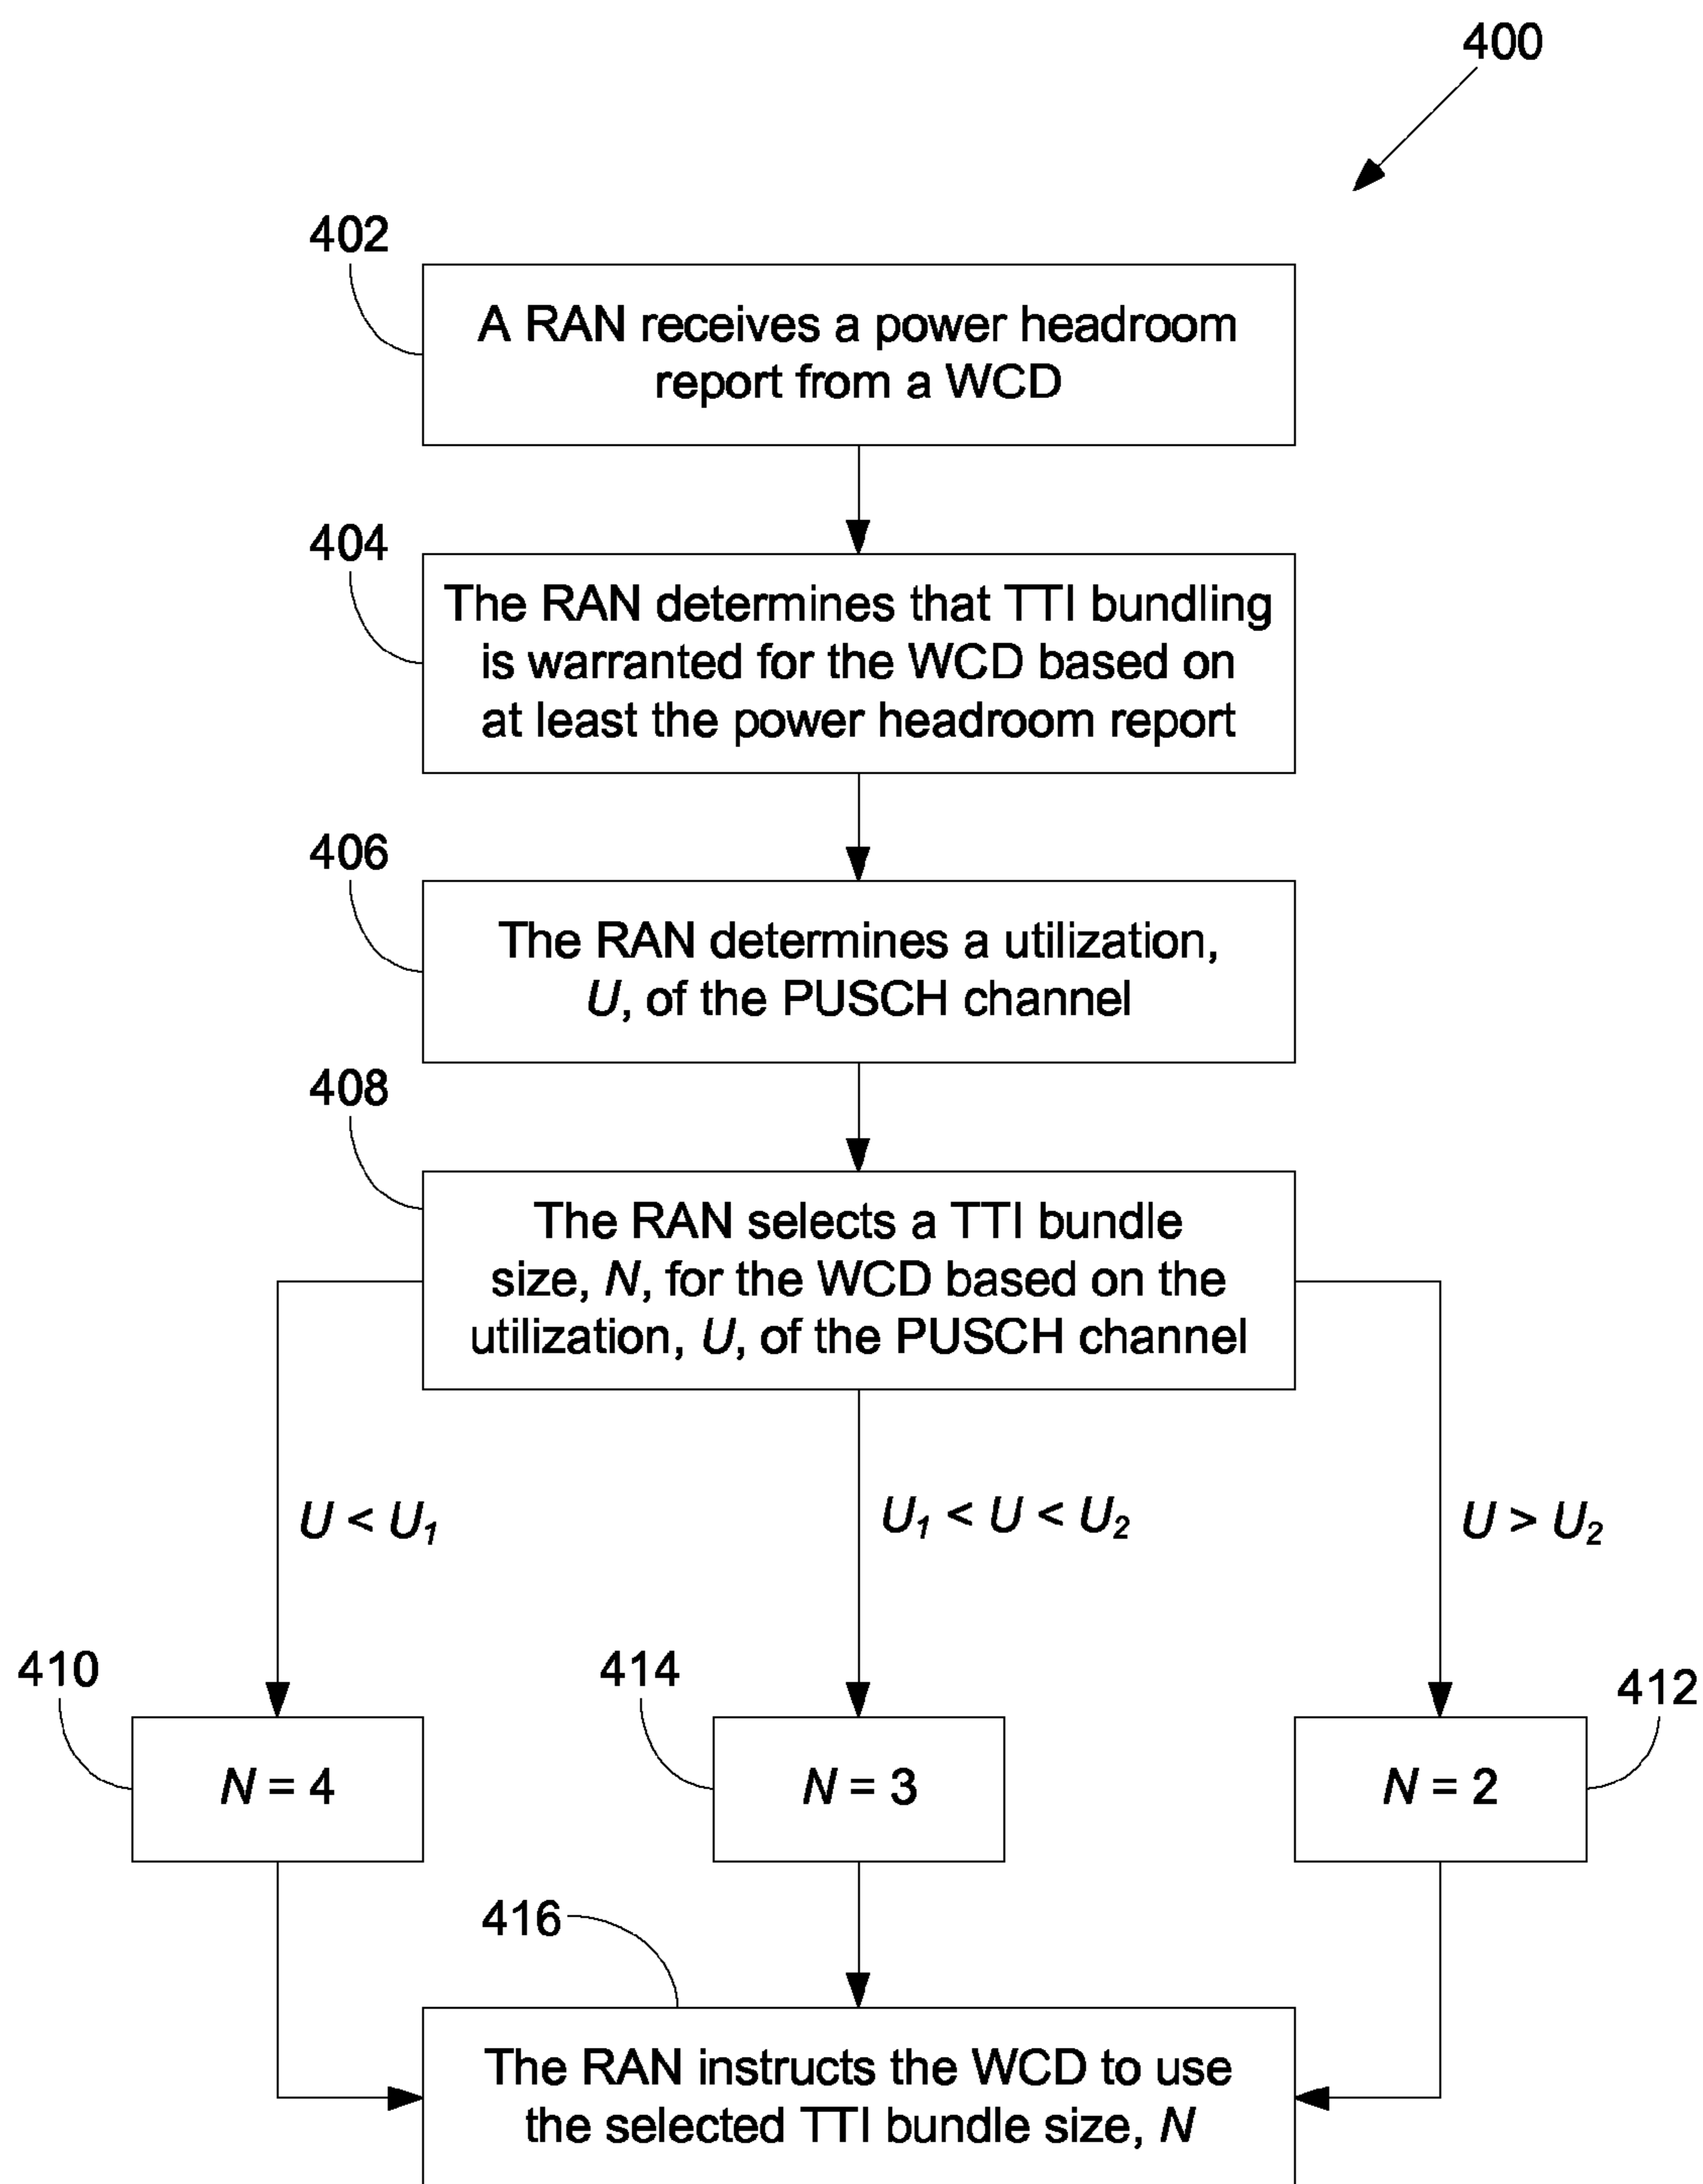 400
402
A RAN receives a power headroom
report from a WCD
404
The RAN determines that TTI bundling
is warranted for the WCD based on
at least the power headroom report
406
The RAN determines a utilization,
U, of the PUSCH channel
408
The RAN selects a TTI bundle
size, N, for the WCD based on the
utilization, U, of the PUSCH channel
U < U1
U1 < U < U2
U > U2
410
414
412
N = 4
N = 3
N = 2
416
The RAN instructs the WCD to use
the selected TTI bundle size, N